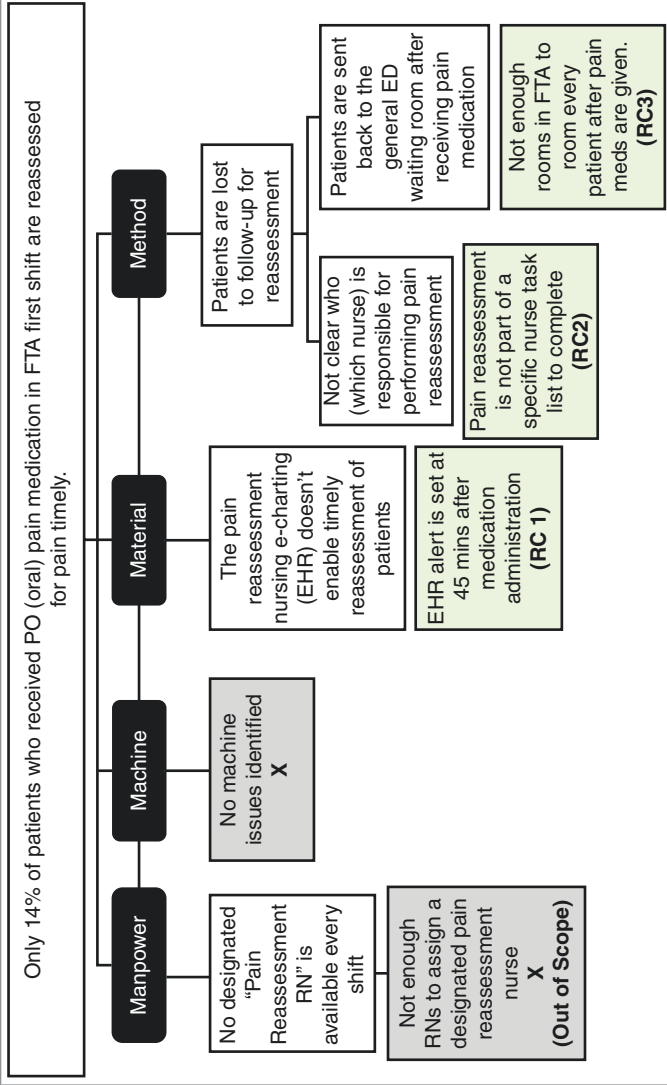 Only 14% of patients who received PO (oral) pain medication in FTA first shift are reassessed
for pain timely.
Manpower
No designated
“Pain
Reassessment
RN” is
available every
shift
Not enough
RNs to assign a
designated pain
reassessment
nurse
X
(Out of Scope)
Machine
No machine
issues identified
X
Material
The pain
reassessment
nursing e-charting
(EHR) doesn’t
enable timely
reassessment of
patients
EHR alert is set at
45 mins after
medication
administration
(RC 1)
Method
Patients are lost
to follow-up for
reassessment
Not clear who
(which nurse) is
responsible for
performing pain
reassessment
Pain reassessment
is not part of a
specific nurse task
list to complete
(RC2)
Patients are sent
back to the
general ED
waiting room after
receiving pain
medication
Not enough
rooms in FTA to
room every
patient after pain
meds are given.
(RC3)